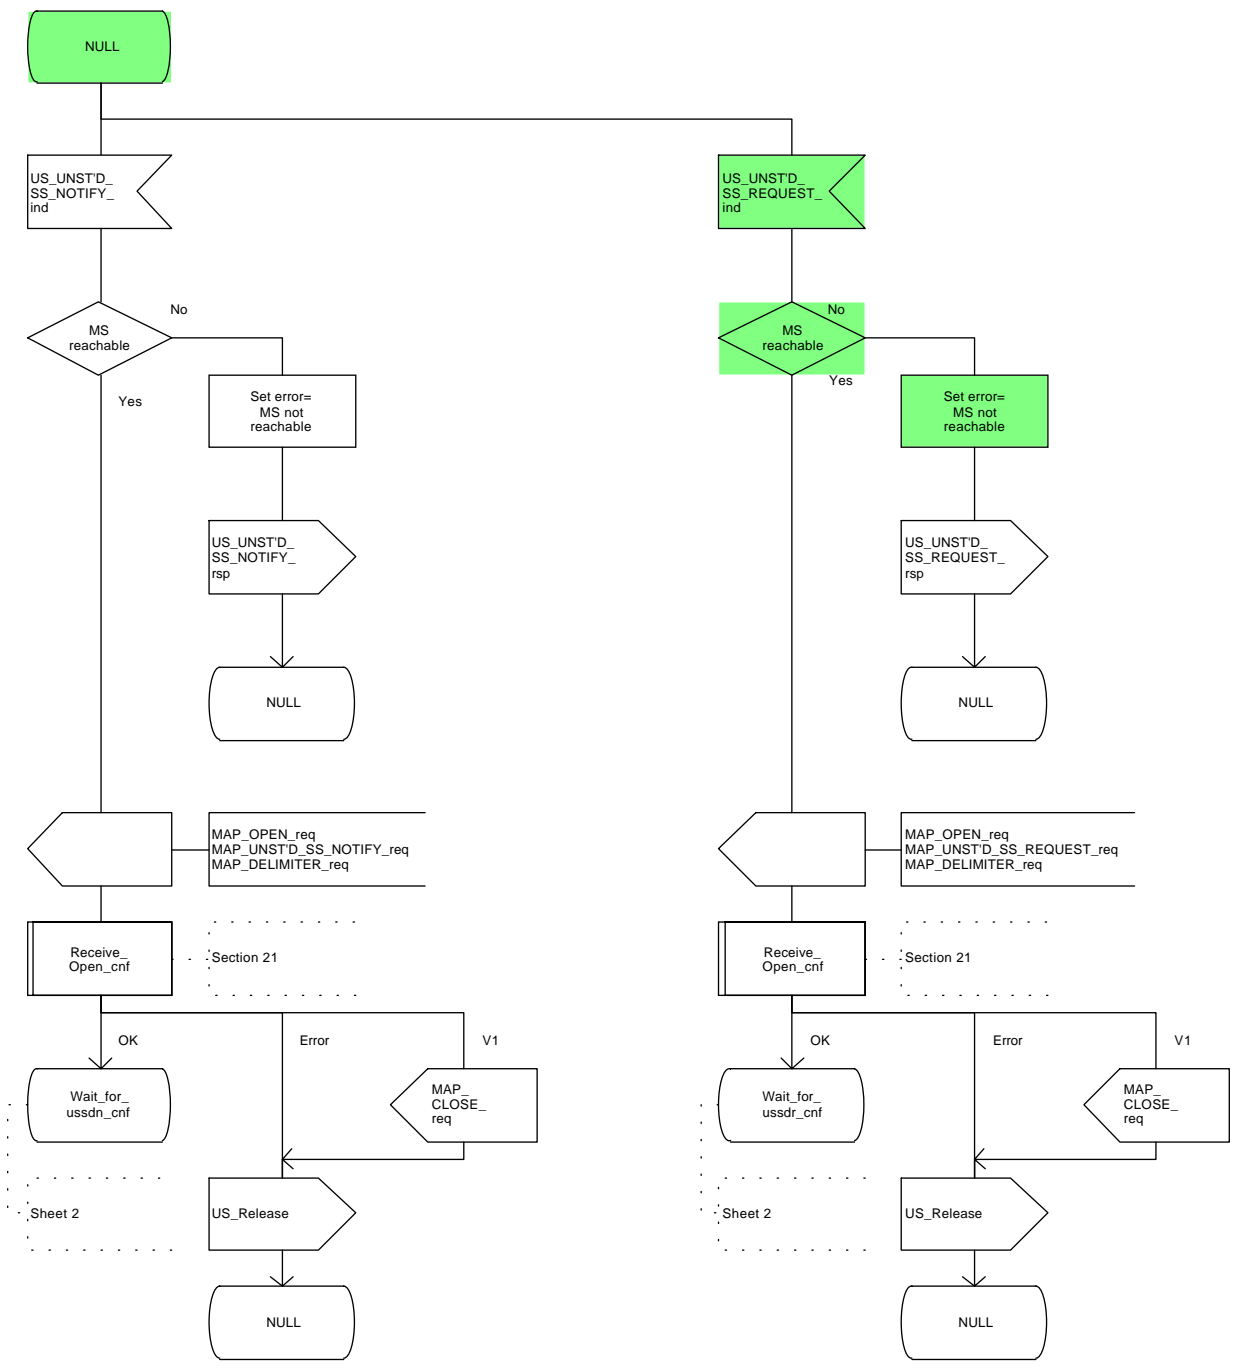 NULL
US_UNST'D_
SS_NOTIFY_
ind
US_UNST'D_
SS_REQUEST_
ind
No
MS
reachable
Yes
Set error=
MS not
reachable
No
MS
reachable
Yes
Set error=
MS not
reachable
US_UNST'D_
SS_NOTIFY_
rsp
US_UNST'D_
SS_REQUEST_
rsp
NULL
NULL
MAP_OPEN_req
MAP_UNST'D_SS_NOTIFY_req
MAP_DELIMITER_req
MAP_OPEN_req
MAP_UNST'D_SS_REQUEST_req
MAP_DELIMITER_req
Receive_
Open_cnf
Section 21
Receive_
Open_cnf
Section 21
OK
Error
V1
OK
Error
V1
Wait_for_
ussdn_cnf
MAP_
CLOSE_
req
Wait_for_
ussdr_cnf
MAP_
CLOSE_
req
Sheet 2
US_Release
Sheet 2
US_Release
NULL
NULL